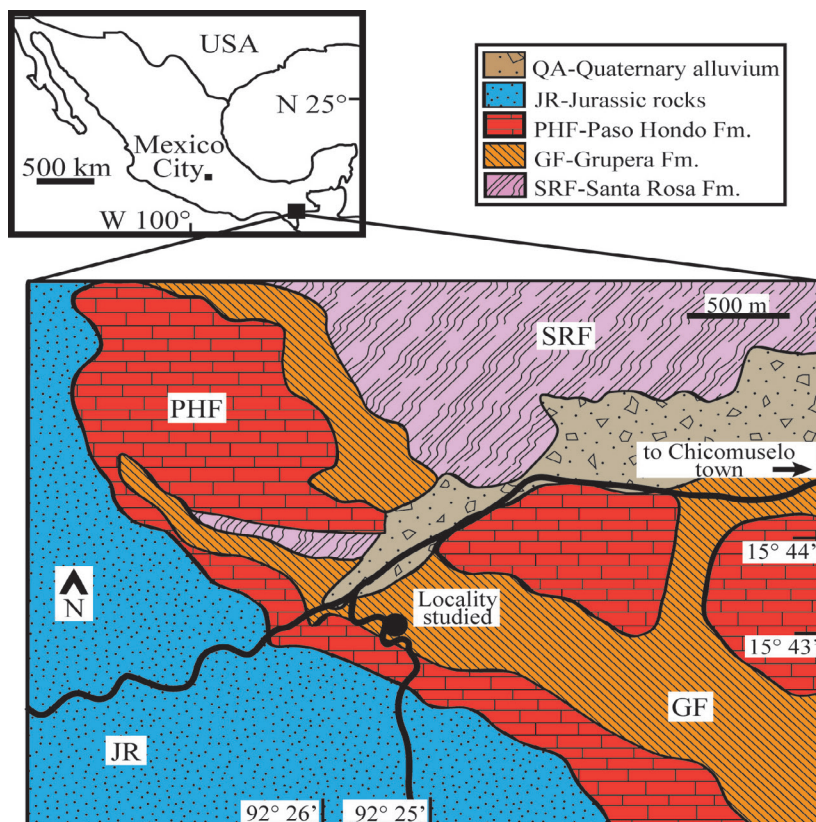 USA
N 25°
Mexico
City
500 km
W 100°
QA-Quaternary alluvium
JR-Jurassic rocks
PHF-Paso Hondo Fm.
GF-Grupera Fm.
SRF-Santa Rosa Fm.
500 m
SRF
PHF
to Chicomuselo
town
15° 44'
N
Locality
studied
15° 43'
GF
JR
92° 26'
92° 25'